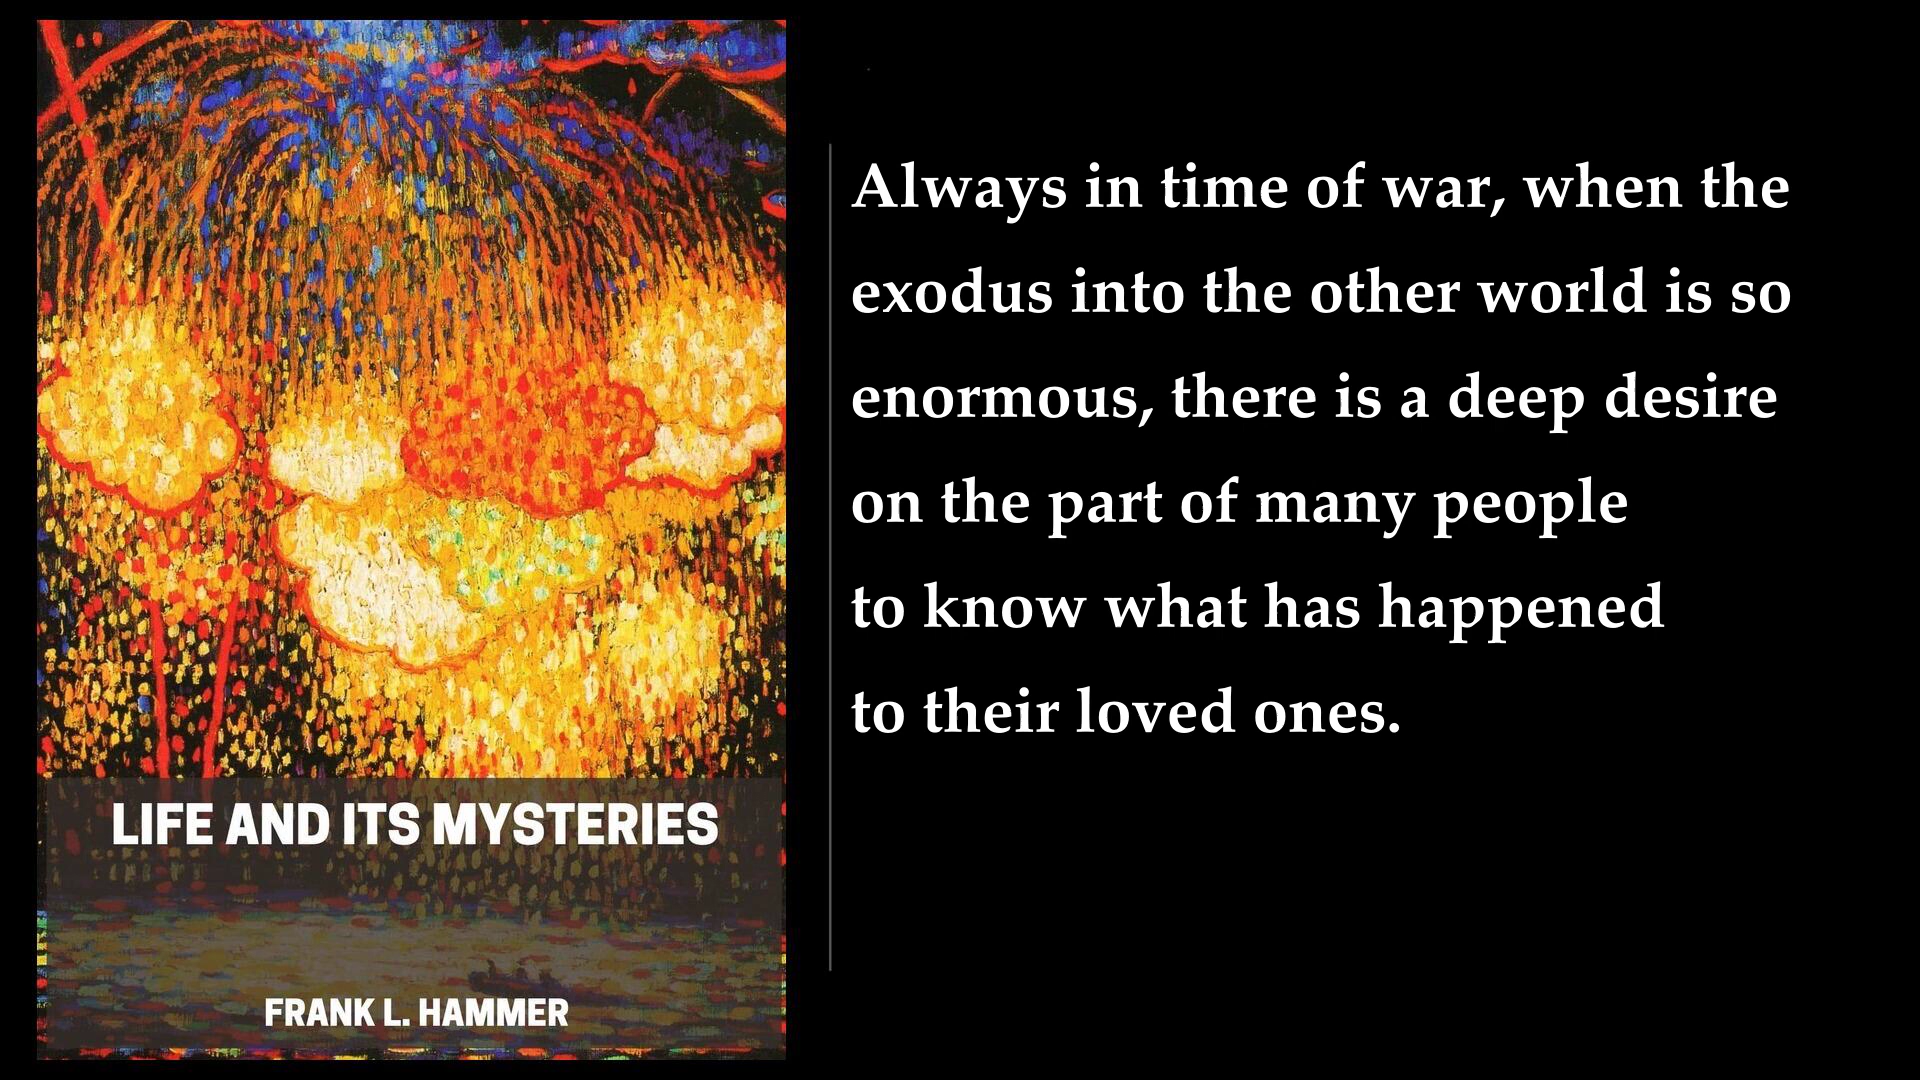 LIFE AND ITS MYSTERIES
FRANK L. HAMMER
Always in time of war, when the
exodus into the other world is so
enormous, there is a deep desire
on the part of many people
to know what has happened
to their loved ones.